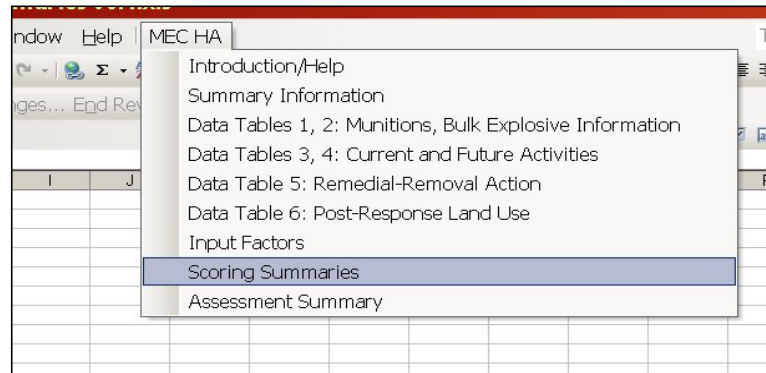 ndow Help MEC HA
Σ
nges... End Rev
Introduction/Help
Summary Information
Data Tables 1, 2: Munitions, Bulk Explosive Information
Data Tables 3, 4: Current and Future Activities
Data Table 5: Remedial-Removal Action
Data Table 6: Post-Response Land Use
Input Factors
Scoring Summaries
Assessment Summary
I J